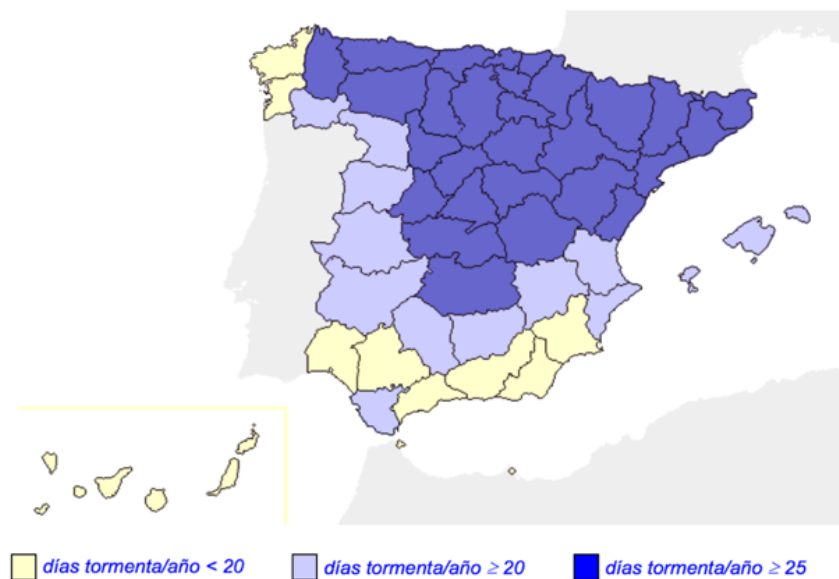 días tormenta/año < 20
días tormenta/año ≥ 20
días tormenta/año ≥ 25